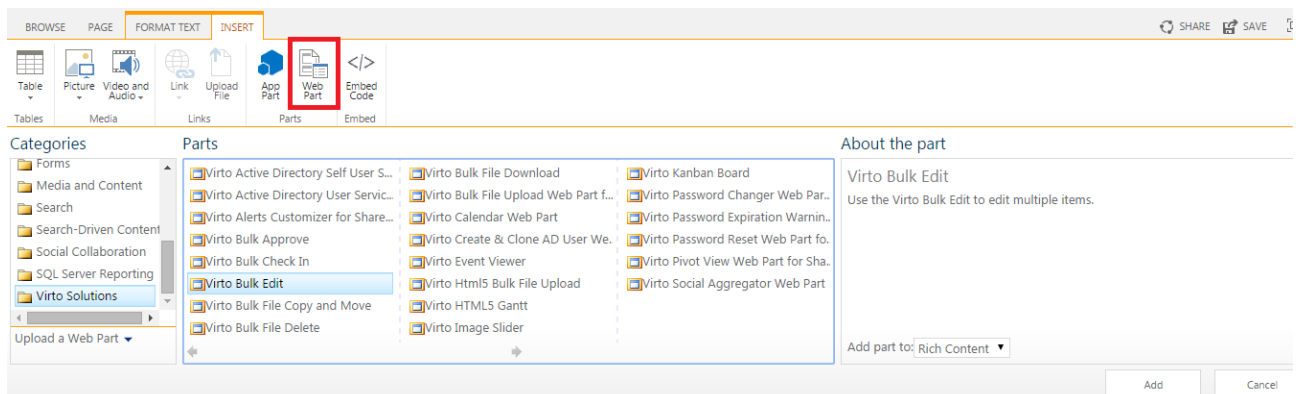 BROWSE PAGE FORMAT TEXT INSERT SHARE SAVE
Table Picture Video and Audio Link Upload File App Part Web Part Embed Code
Tables Media Links Parts Embed
Categories
Forms
Media and Content
Search
Search-Driven Content
Social Collaboration
SQL Server Reporting
Virto Solutions
Upload a Web Part
Parts
Virto Active Directory Self User S...
Virto Active Directory User Servic...
Virto Alerts Customizer for Share...
Virto Bulk Approve
Virto Bulk Check In
Virto Bulk Edit
Virto Bulk File Copy and Move
Virto Bulk File Delete
Virto Bulk File Download
Virto Bulk File Upload Web Part f...
Virto Calendar Web Part
Virto Create & Clone AD User We.
Virto Event Viewer
Virto Html5 Bulk File Upload
Virto HTML5 Gantt
Virto Image Slider
Virto Kanban Board
Virto Password Changer Web Par..
Virto Password Expiration Warnin..
Virto Password Reset Web Part fo.
Virto Pivot View Web Part for Sha..
Virto Social Aggregator Web Part
About the part
Virto Bulk Edit
Use the Virto Bulk Edit to edit multiple items.
Add part to: Rich Content
Add Cancel